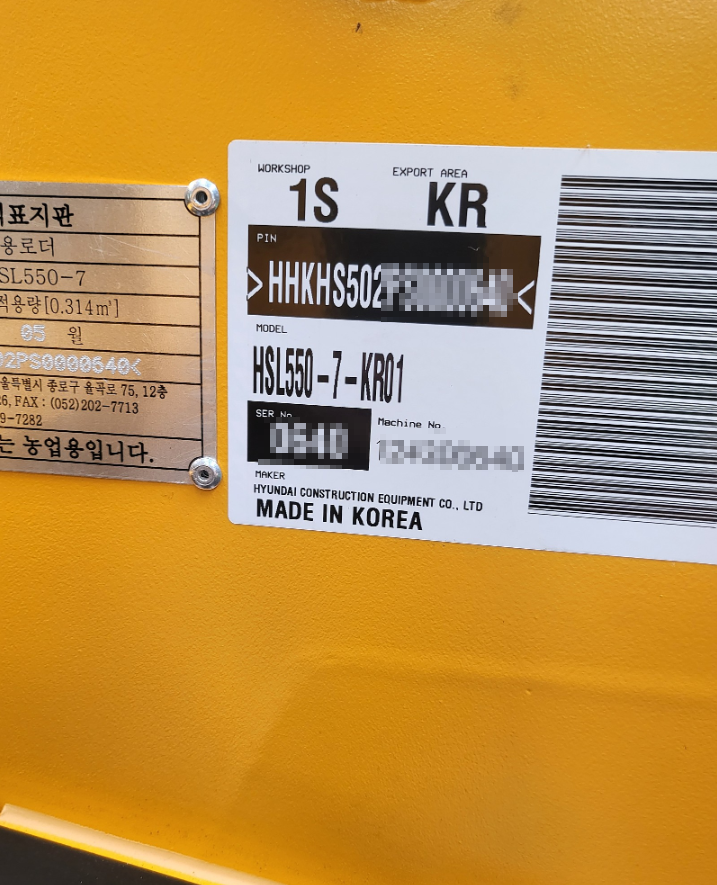 표지판
용로더
SL550-7
적용량[0.314㎥]
05 월
02PS0000640<
울특별시 종로구 율곡로 75, 12층
26, FAX : (052)202-7713
9-7282
는 농업용입니다.
WORKSHOP
1S
EXPORT AREA
KR
PIN
>HHKHS502
<
MODEL
HSL550-7-KR01
SER No.
Machine No.
MAKER
HYUNDAI CONSTRUCTION EQUIPMENT CO., LTD
MADE IN KOREA